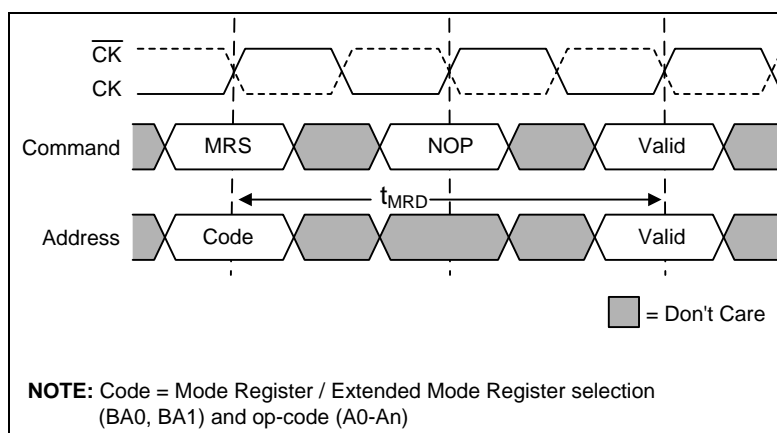 C̅K̅
CK
Command MRS NOP Valid
tMRD
Address Code Valid
= Don't Care
NOTE: Code = Mode Register / Extended Mode Register selection
(BA0, BA1) and op-code (A0-An)